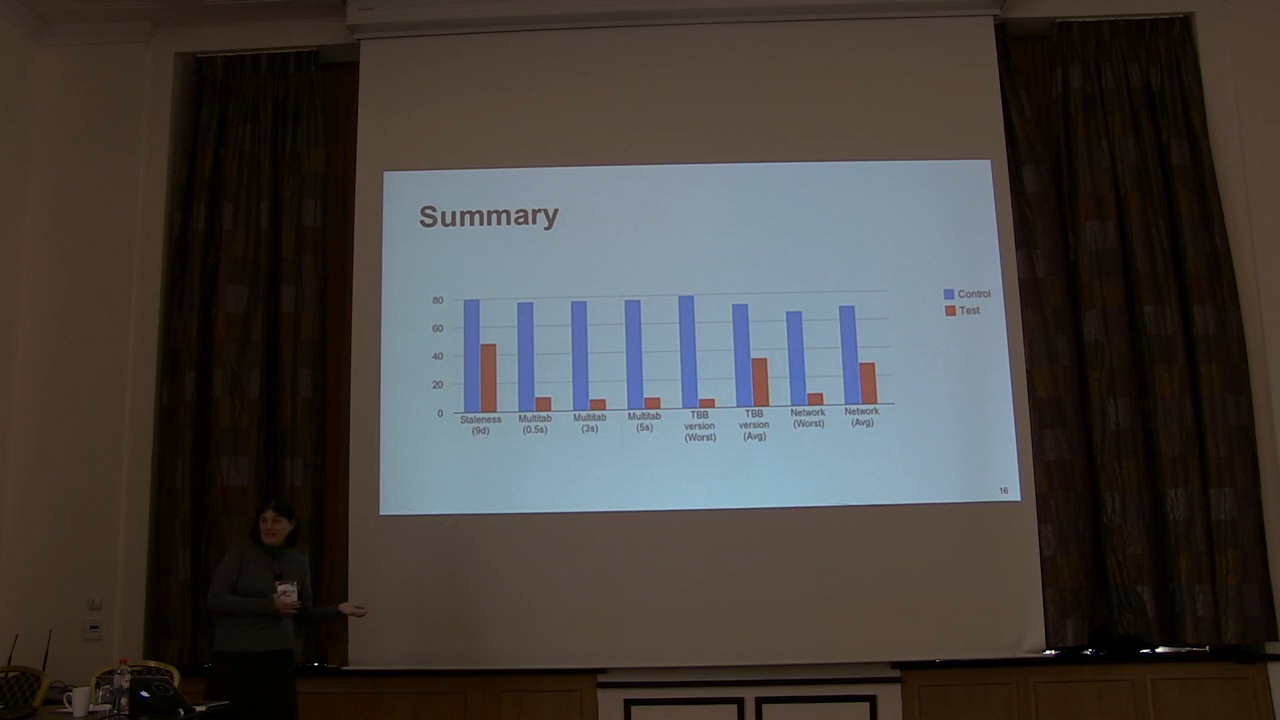 Summary
80
60
40
20
0
Control
Test
Staleness
(9d)
Multitab
(0.5s)
Multitab
(3s)
Multitab
(5s)
TBB
version
(Worst)
TBB
version
(Avg)
Network
(Worst)
Network
(Avg)
16